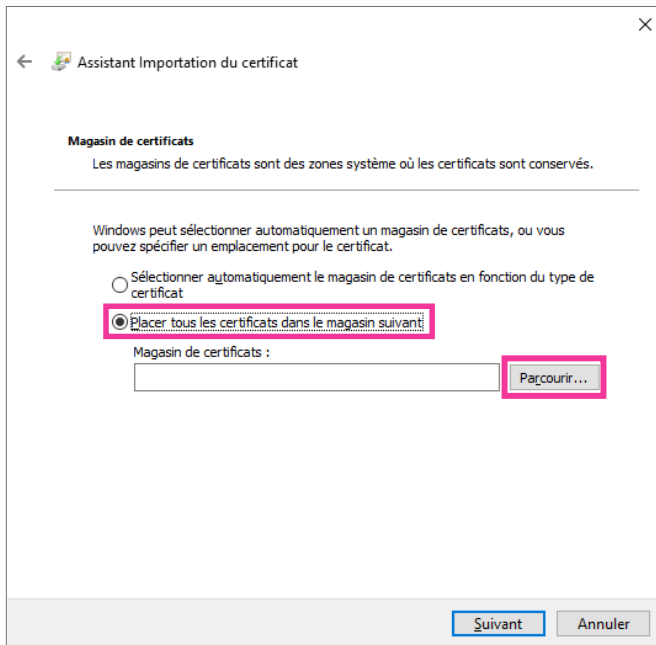 Assistant Importation du certificat
Magasin de certificats
Les magasins de certificats sont des zones système où les certificats sont conservés.
Windows peut sélectionner automatiquement un magasin de certificats, ou vous
pouvez spécifier un emplacement pour le certificat.
Sélectionner automatiquement le magasin de certificats en fonction du type de
certificat
Placer tous les certificats dans le magasin suivant
Magasin de certificats :
Parcourir...
Suivant
Annuler